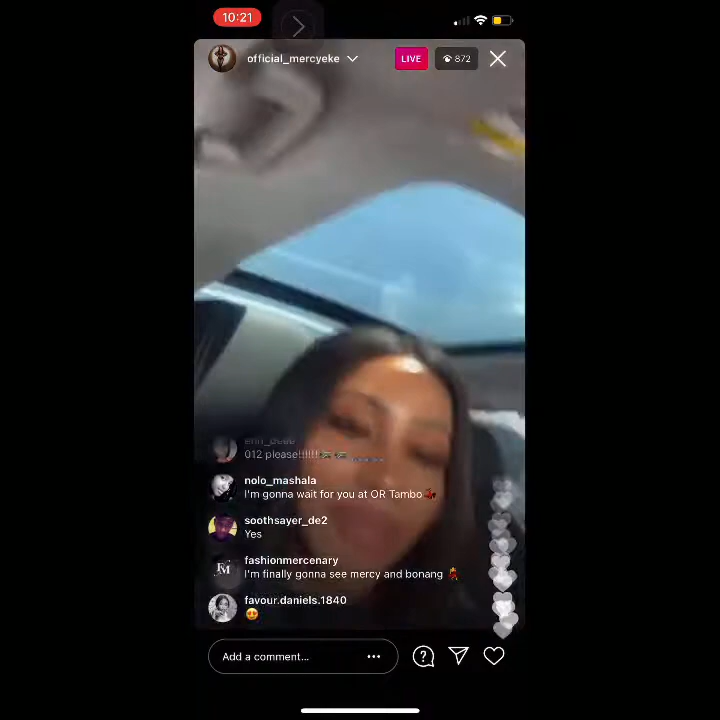 10:21
official_mercyeke
LIVE
872
012 please!!!!!!
nolo_mashala
I'm gonna wait for you at OR Tambo💃
soothsayer_de2
Yes
fashionmercenary
I'm finally gonna see mercy and bonang 💃
favour.daniels.1840
😍
Add a comment...